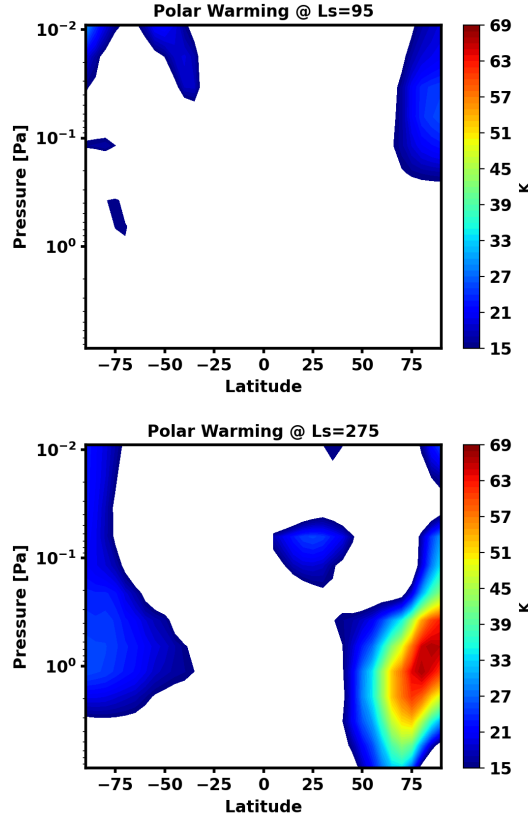 Polar Warming @ Ls=95
10⁻²
10⁻¹
10⁰
Pressure [Pa]
−75 −50 −25 0 25 50 75
Latitude
69
63
57
51
45
39
33
27
21
15
K
Polar Warming @ Ls=275
10⁻²
10⁻¹
10⁰
Pressure [Pa]
−75 −50 −25 0 25 50 75
Latitude
69
63
57
51
45
39
33
27
21
15
K